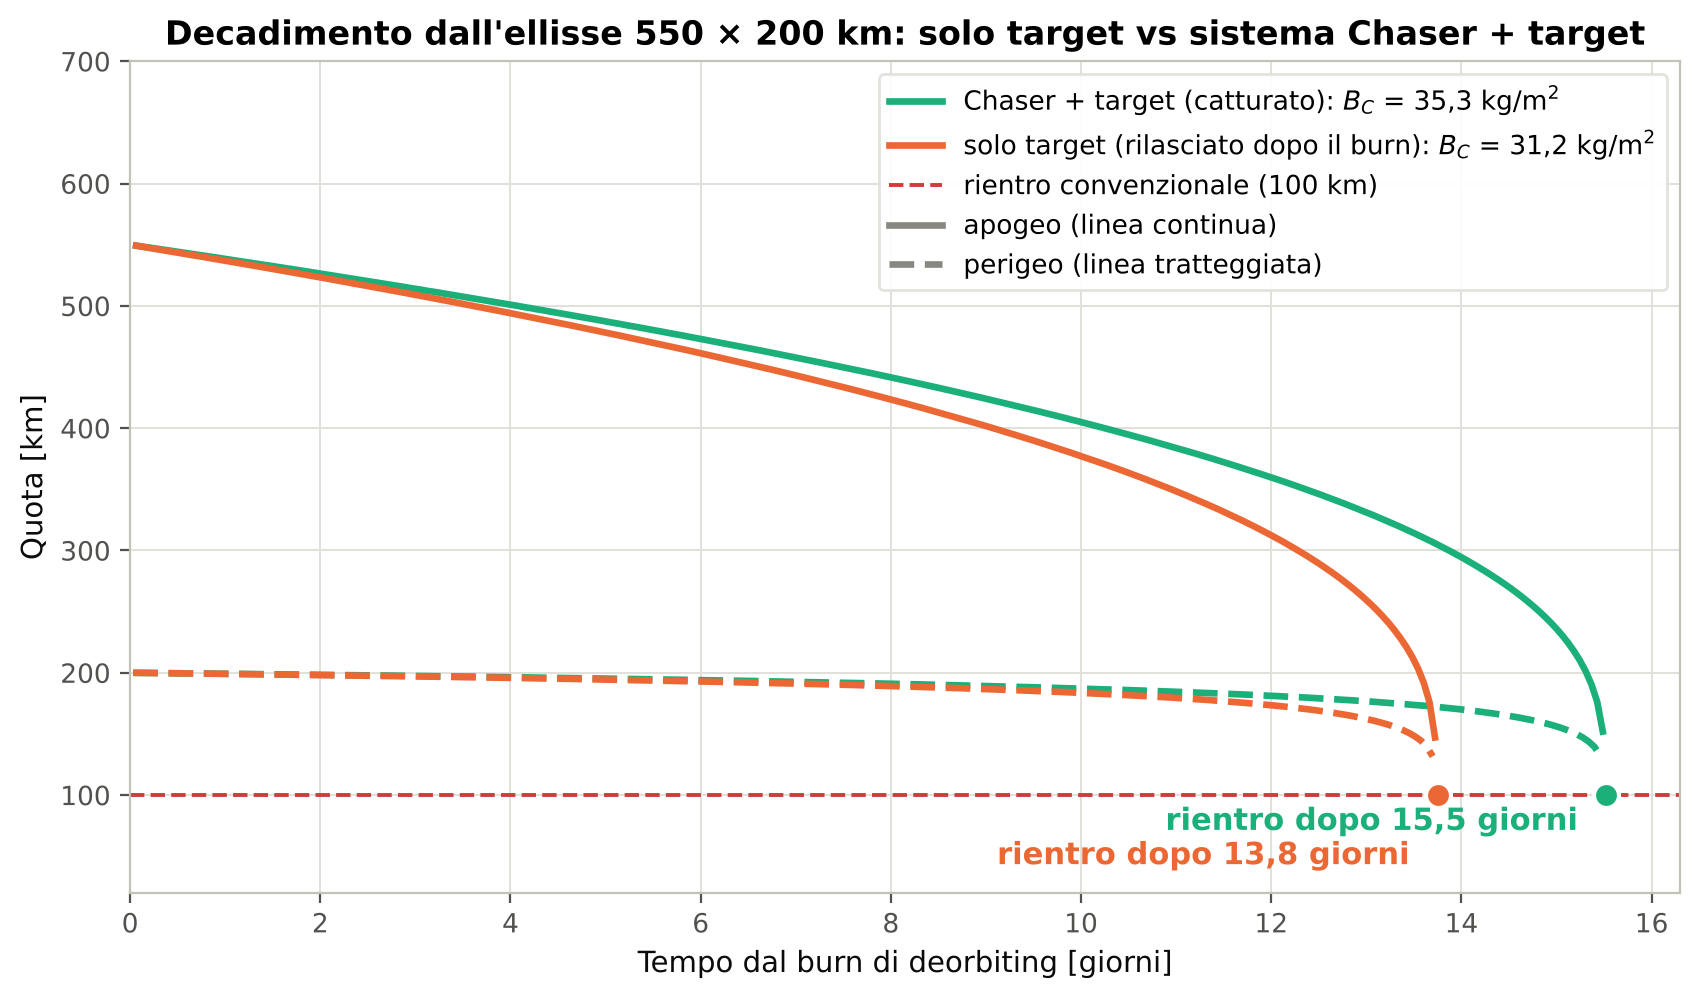 Decadimento dall'ellisse 550 × 200 km: solo target vs sistema Chaser + target
Chaser + target (catturato): B_C = 35,3 kg/m²
solo target (rilasciato dopo il burn): B_C = 31,2 kg/m²
rientro convenzionale (100 km)
apogeo (linea continua)
perigeo (linea tratteggiata)
Quota [km]
700
600
500
400
300
200
100
rientro dopo 15,5 giorni
rientro dopo 13,8 giorni
0 2 4 6 8 10 12 14 16
Tempo dal burn di deorbiting [giorni]